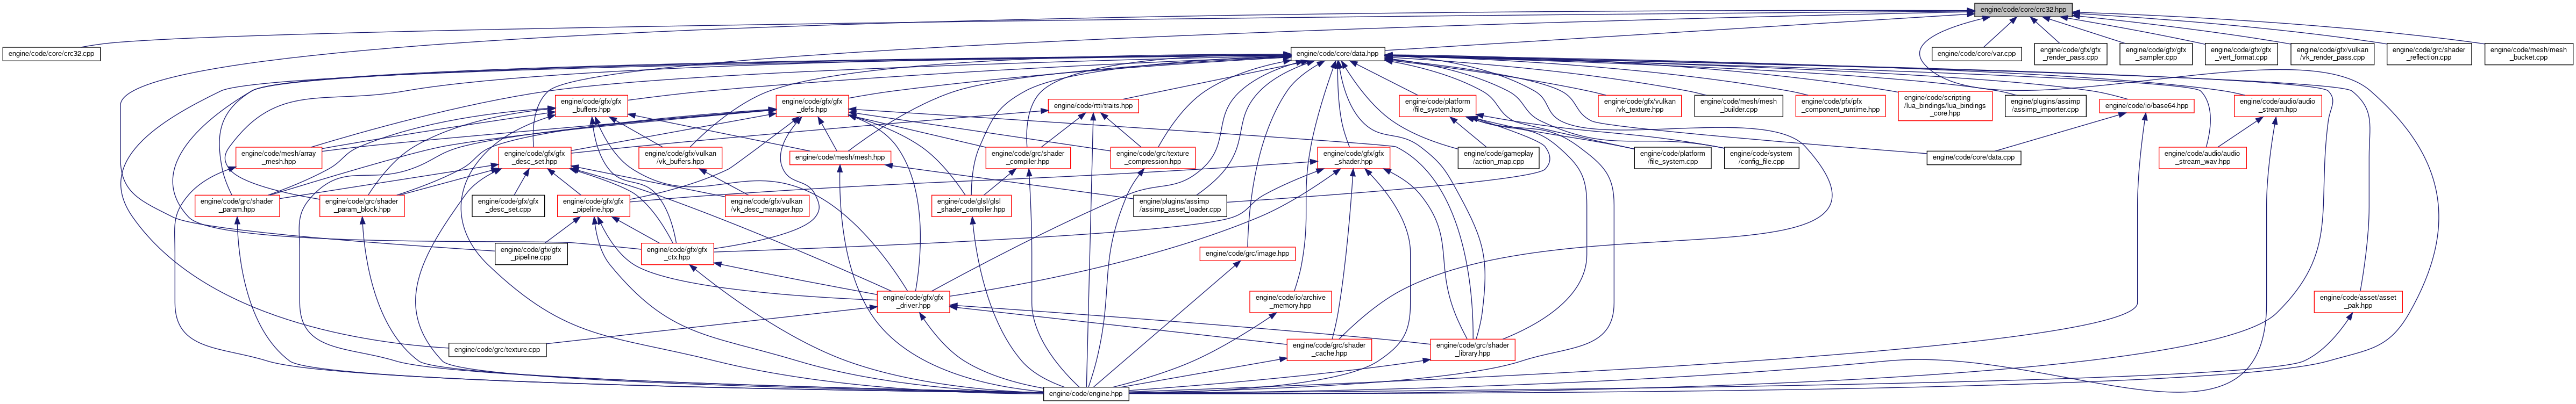 engine/code/core/crc32.hpp
engine/code/core/crc32.cpp
engine/code/core/data.hpp
engine/code/core/var.cpp
engine/code/gfx/gfx
_render_pass.cpp
engine/code/gfx/gfx
_sampler.cpp
engine/code/gfx/gfx
_vert_format.cpp
engine/code/gfx/vulkan
/vk_render_pass.cpp
engine/code/grc/shader
_reflection.cpp
engine/code/mesh/mesh
_bucket.cpp
engine/code/gfx/gfx
_buffers.hpp
engine/code/gfx/gfx
_defs.hpp
engine/code/rtti/traits.hpp
engine/code/platform
/file_system.hpp
engine/code/gfx/vulkan
/vk_texture.hpp
engine/code/mesh/mesh
_builder.cpp
engine/code/pfx/pfx
_component_runtime.hpp
engine/code/scripting
/lua_bindings/lua_bindings
_core.hpp
engine/plugins/assimp
/assimp_importer.cpp
engine/code/io/base64.hpp
engine/code/audio/audio
_stream.hpp
engine/code/mesh/array
_mesh.hpp
engine/code/gfx/gfx
_desc_set.hpp
engine/code/gfx/vulkan
/vk_buffers.hpp
engine/code/mesh/mesh.hpp
engine/code/grc/shader
_compiler.hpp
engine/code/grc/texture
_compression.hpp
engine/code/gfx/gfx
_shader.hpp
engine/code/gameplay
/action_map.cpp
engine/code/platform
/file_system.cpp
engine/code/system
/config_file.cpp
engine/code/core/data.cpp
engine/code/audio/audio
_stream_wav.hpp
engine/code/grc/shader
_param.hpp
engine/code/grc/shader
_param_block.hpp
engine/code/gfx/gfx
_desc_set.cpp
engine/code/gfx/gfx
_pipeline.hpp
engine/code/gfx/vulkan
/vk_desc_manager.hpp
engine/code/glsl/glsl
_shader_compiler.hpp
engine/plugins/assimp
/assimp_asset_loader.cpp
engine/code/gfx/gfx
_pipeline.cpp
engine/code/gfx/gfx
_ctx.hpp
engine/code/grc/image.hpp
engine/code/gfx/gfx
_driver.hpp
engine/code/io/archive
_memory.hpp
engine/code/asset/asset
_pak.hpp
engine/code/grc/texture.cpp
engine/code/grc/shader
_cache.hpp
engine/code/grc/shader
_library.hpp
engine/code/engine.hpp